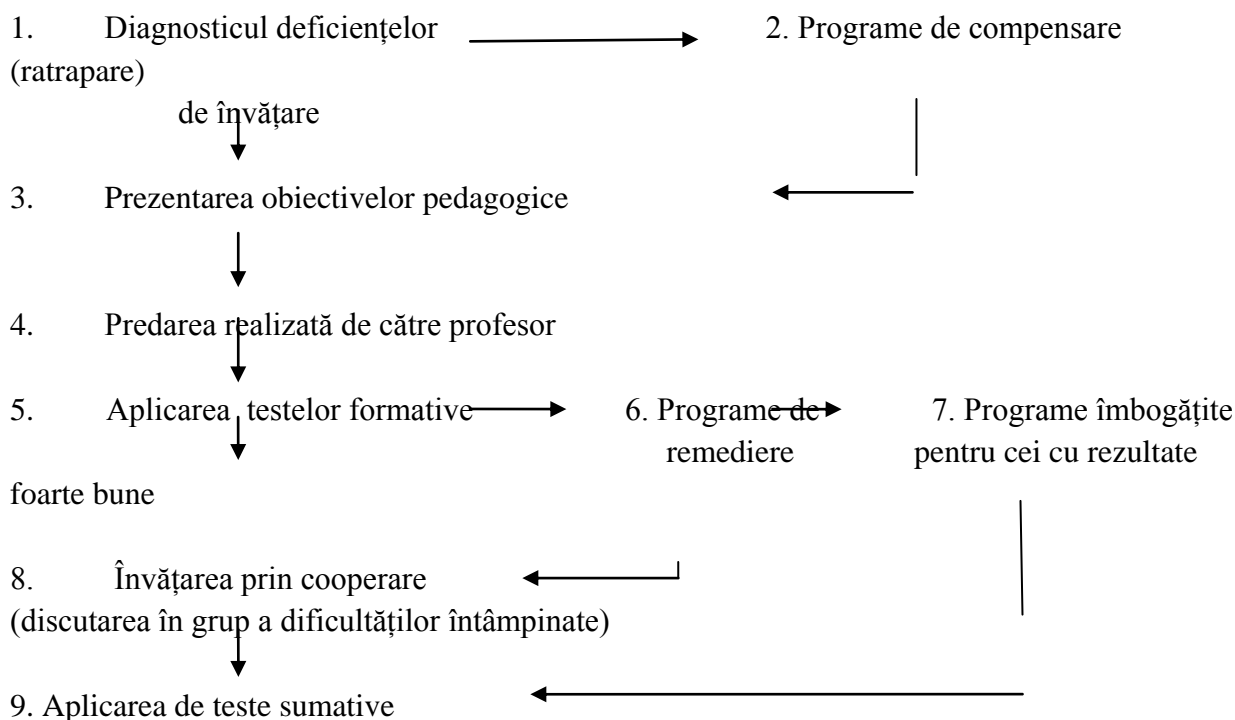 1. Diagnosticul deficiențelor 2. Programe de compensare
(ratrapare)
de învățare
3. Prezentarea obiectivelor pedagogice
4. Predarea realizată de către profesor
5. Aplicarea testelor formative 6. Programe de 7. Programe îmbogățite
remediere pentru cei cu rezultate
foarte bune
8. Învățarea prin cooperare
(discutarea în grup a dificultăților întâmpinate)
9. Aplicarea de teste sumative